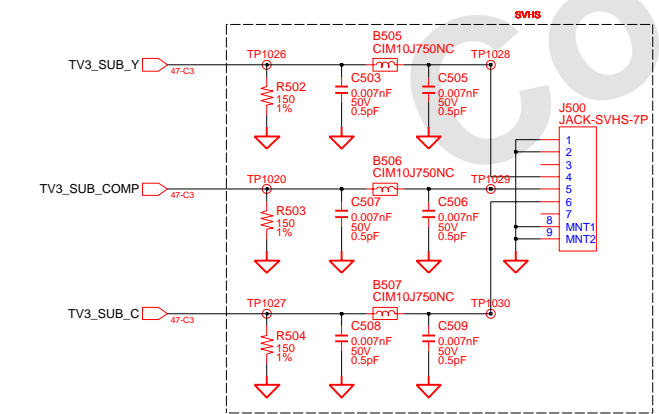 SVHS
B505
CIM10J750NC
TV3_SUB_Y
47-C3
TP1026
TP1028
R502
150
1%
C503
0.007nF
50V
0.5pF
C505
0.007nF
50V
0.5pF
J500
JACK-SVHS-7P
1
2
3
4
5
6
7
8
MNT1
9
MNT2
B506
CIM10J750NC
TV3_SUB_COMP
47-C3
TP1020
TP1029
R503
150
1%
C507
0.007nF
50V
0.5pF
C506
0.007nF
50V
0.5pF
B507
CIM10J750NC
TV3_SUB_C
47-C3
TP1027
TP1030
R504
150
1%
C508
0.007nF
50V
0.5pF
C509
0.007nF
50V
0.5pF
Co